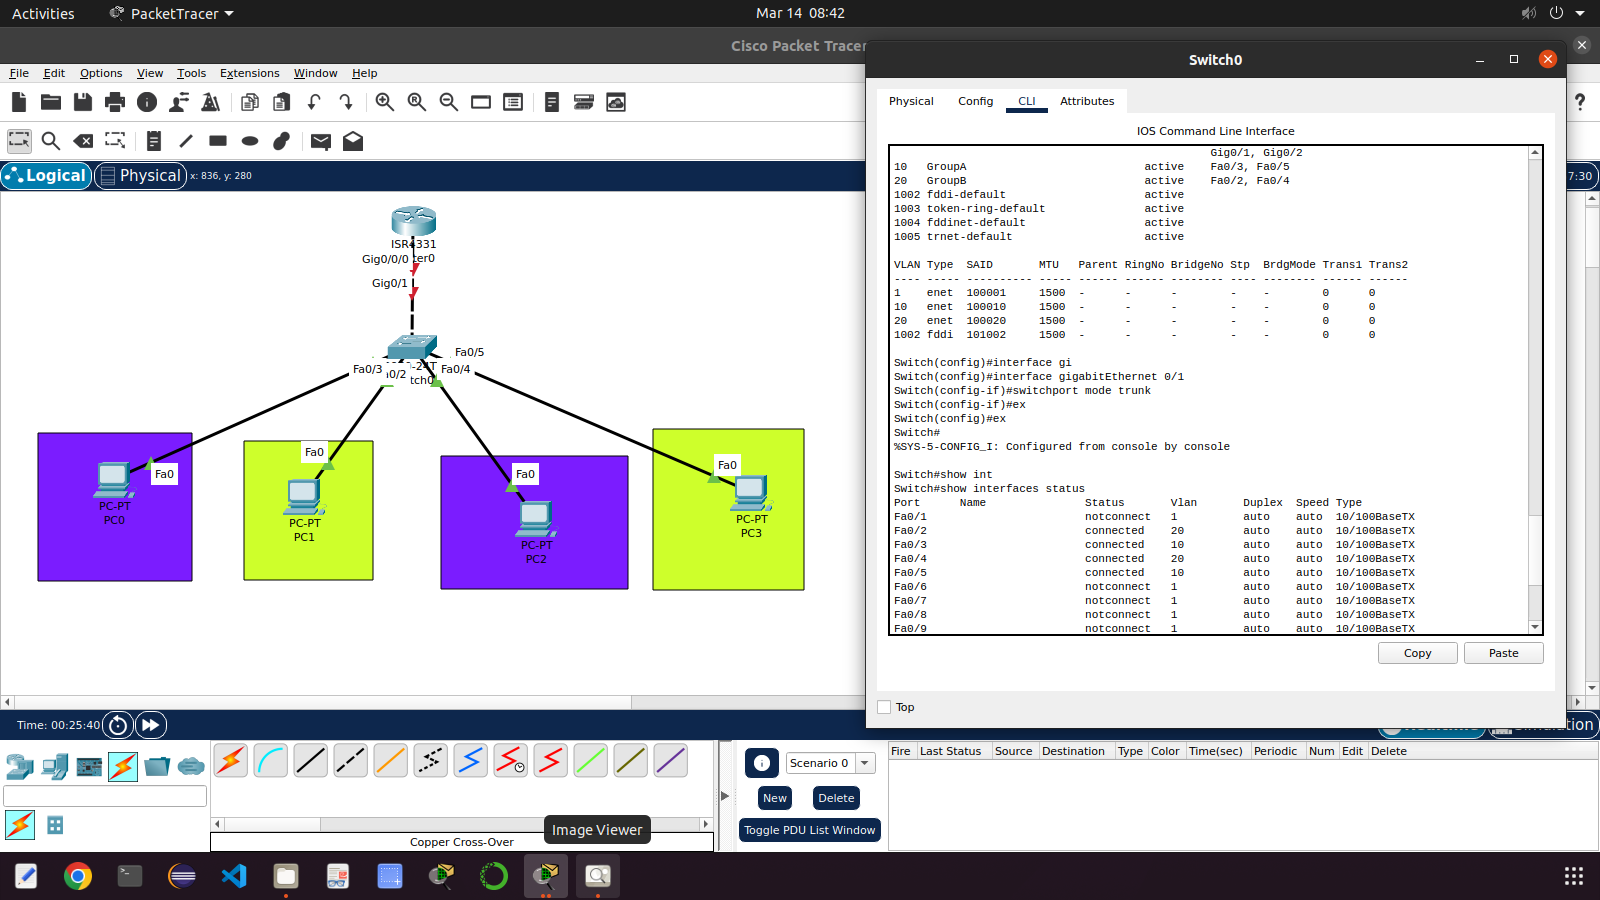 Activities
PacketTracer
Mar 14 08:42
Cisco Packet Tracer
Switch0
File Edit Options View Tools Extensions Window Help
Physical Config CLI Attributes
IOS Command Line Interface
Logical
Physical
x: 836, y: 280
7:30
Gig0/1, Gig0/2
10 GroupA active Fa0/3, Fa0/5
20 GroupB active Fa0/2, Fa0/4
1002 fddi-default active
1003 token-ring-default active
1004 fddinet-default active
1005 trnet-default active
VLAN Type SAID MTU Parent RingNo BridgeNo Stp BrdgMode Trans1 Trans2
---- ----- ---------- ----- ------ ------ -------- ---- -------- ------ ------
1 enet 100001 1500 - - - - - 0 0
10 enet 100010 1500 - - - - - 0 0
20 enet 100020 1500 - - - - - 0 0
1002 fddi 101002 1500 - - - - - 0 0
Switch(config)#interface gi
Switch(config)#interface gigabitEthernet 0/1
Switch(config-if)#switchport mode trunk
Switch(config-if)#ex
Switch(config)#ex
Switch#
%SYS-5-CONFIG_I: Configured from console by console
Switch#show int
Switch#show interfaces status
Port Name Status Vlan Duplex Speed Type
Fa0/1 notconnect 1 auto auto 10/100BaseTX
Fa0/2 connected 20 auto auto 10/100BaseTX
Fa0/3 connected 10 auto auto 10/100BaseTX
Fa0/4 connected 20 auto auto 10/100BaseTX
Fa0/5 connected 10 auto auto 10/100BaseTX
Fa0/6 notconnect 1 auto auto 10/100BaseTX
Fa0/7 notconnect 1 auto auto 10/100BaseTX
Fa0/8 notconnect 1 auto auto 10/100BaseTX
Fa0/9 notconnect 1 auto auto 10/100BaseTX
Copy
Paste
Top
ISR4331
Gig0/0/0 ter0
Gig0/1
Fa0/5
Fa0/3
a0/2
-24T
tch0
Fa0/4
Fa0
PC-PT
PC0
Fa0
PC-PT
PC1
Fa0
PC-PT
PC2
Fa0
PC-PT
PC3
Time: 00:25:40
Scenario 0
New
Delete
Toggle PDU List Window
Fire Last Status Source Destination Type Color Time(sec) Periodic Num Edit Delete
Image Viewer
Copper Cross-Over